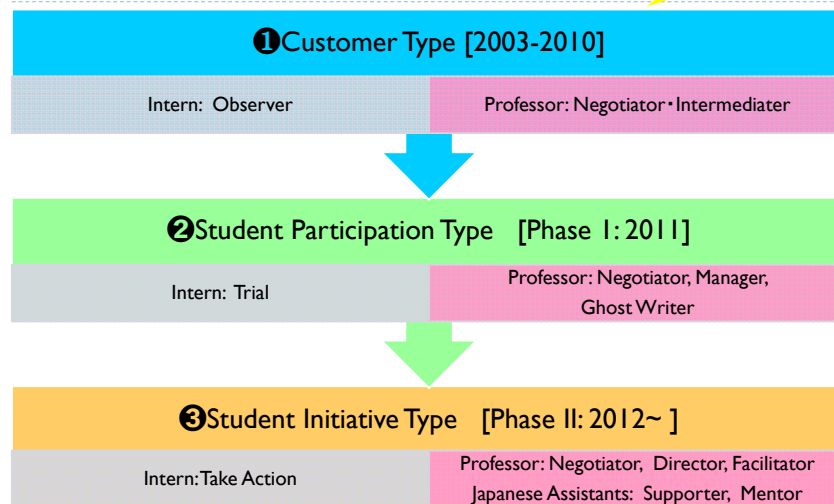 ❶Customer Type [2003-2010]
Intern: Observer
Professor: Negotiator・Intermediater
❷Student Participation Type [Phase I: 2011]
Intern: Trial
Professor: Negotiator, Manager,
Ghost Writer
❸Student Initiative Type [Phase II: 2012~ ]
Intern:Take Action
Professor: Negotiator, Director, Facilitator
Japanese Assistants: Supporter, Mentor